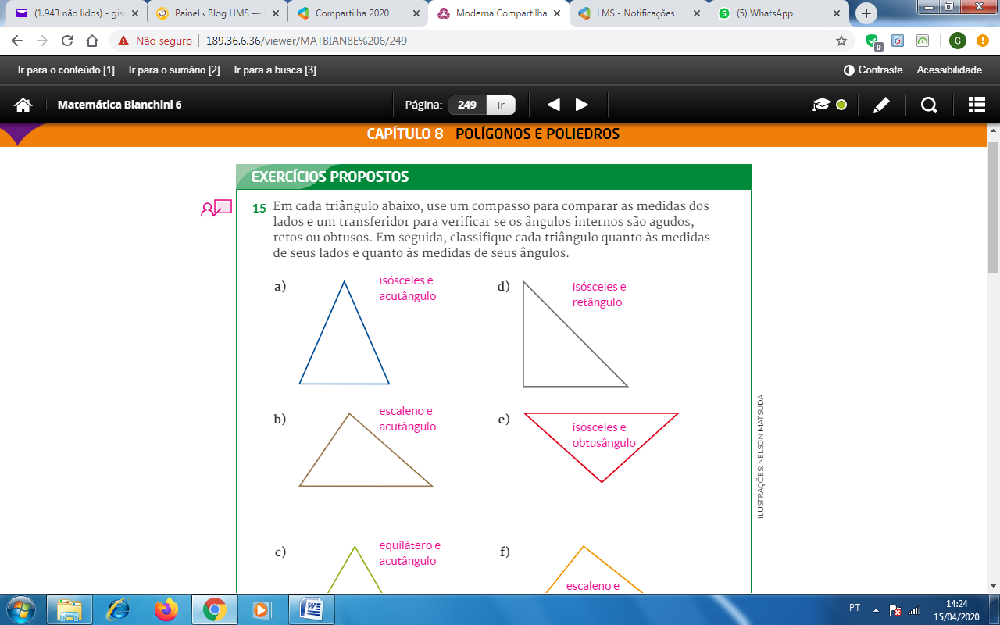 (1.943 não lidos) - gis
Painel ‹ Blog HMS —
Compartilha 2020
Moderna Compartilha
LMS - Notificações
(5) WhatsApp
Não seguro
189.36.6.36/viewer/MATBIAN8E%206/249
0
G
Ir para o conteúdo [1]
Ir para o sumário [2]
Ir para a busca [3]
Contraste
Acessibilidade
Matemática Bianchini 6
Página:
249
Ir
CAPÍTULO 8 POLÍGONOS E POLIEDROS
EXERCÍCIOS PROPOSTOS
15 Em cada triângulo abaixo, use um compasso para comparar as medidas dos
lados e um transferidor para verificar se os ângulos internos são agudos,
retos ou obtusos. Em seguida, classifique cada triângulo quanto às medidas
de seus lados e quanto às medidas de seus ângulos.
a)
isósceles e
acutângulo
d)
isósceles e
retângulo
b)
escaleno e
acutângulo
e)
isósceles e
obtusângulo
c)
equilátero e
acutângulo
f)
escaleno e
ILUSTRAÇÕES: NELSON MATSUDA
PT
14:24
15/04/2020